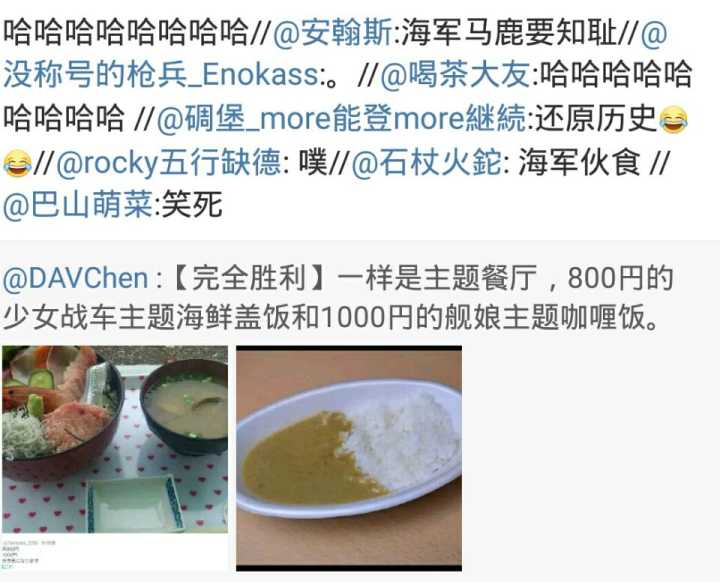 哈哈哈哈哈哈哈哈//@安翰斯:海军马鹿要知耻//@
没称号的枪兵_Enokass:。//@喝茶大友:哈哈哈哈哈
哈哈哈哈 //@碉堡_more能登more継続:还原历史😂
😂//@rocky五行缺德: 噗//@石杖火鉈: 海军伙食 //
@巴山萌菜:笑死
@DAVChen :【完全胜利】一样是主题餐厅，800円的
少女战车主题海鲜盖饭和1000円的舰娘主题咖喱饭。